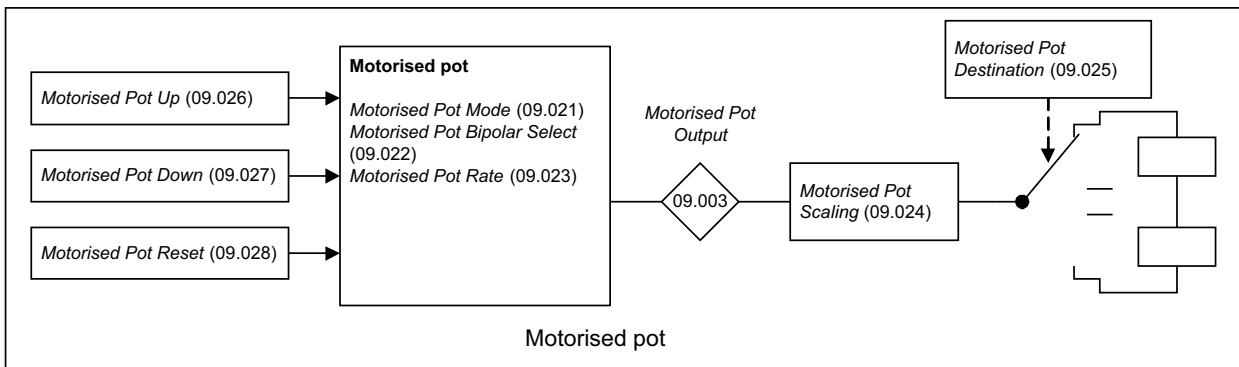 Motorised Pot Up (09.026)
Motorised Pot Down (09.027)
Motorised Pot Reset (09.028)
Motorised pot
Motorised Pot Mode (09.021)
Motorised Pot Bipolar Select
(09.022)
Motorised Pot Rate (09.023)
Motorised Pot
Output
09.003
Motorised Pot
Scaling (09.024)
Motorised Pot
Destination (09.025)
Motorised pot